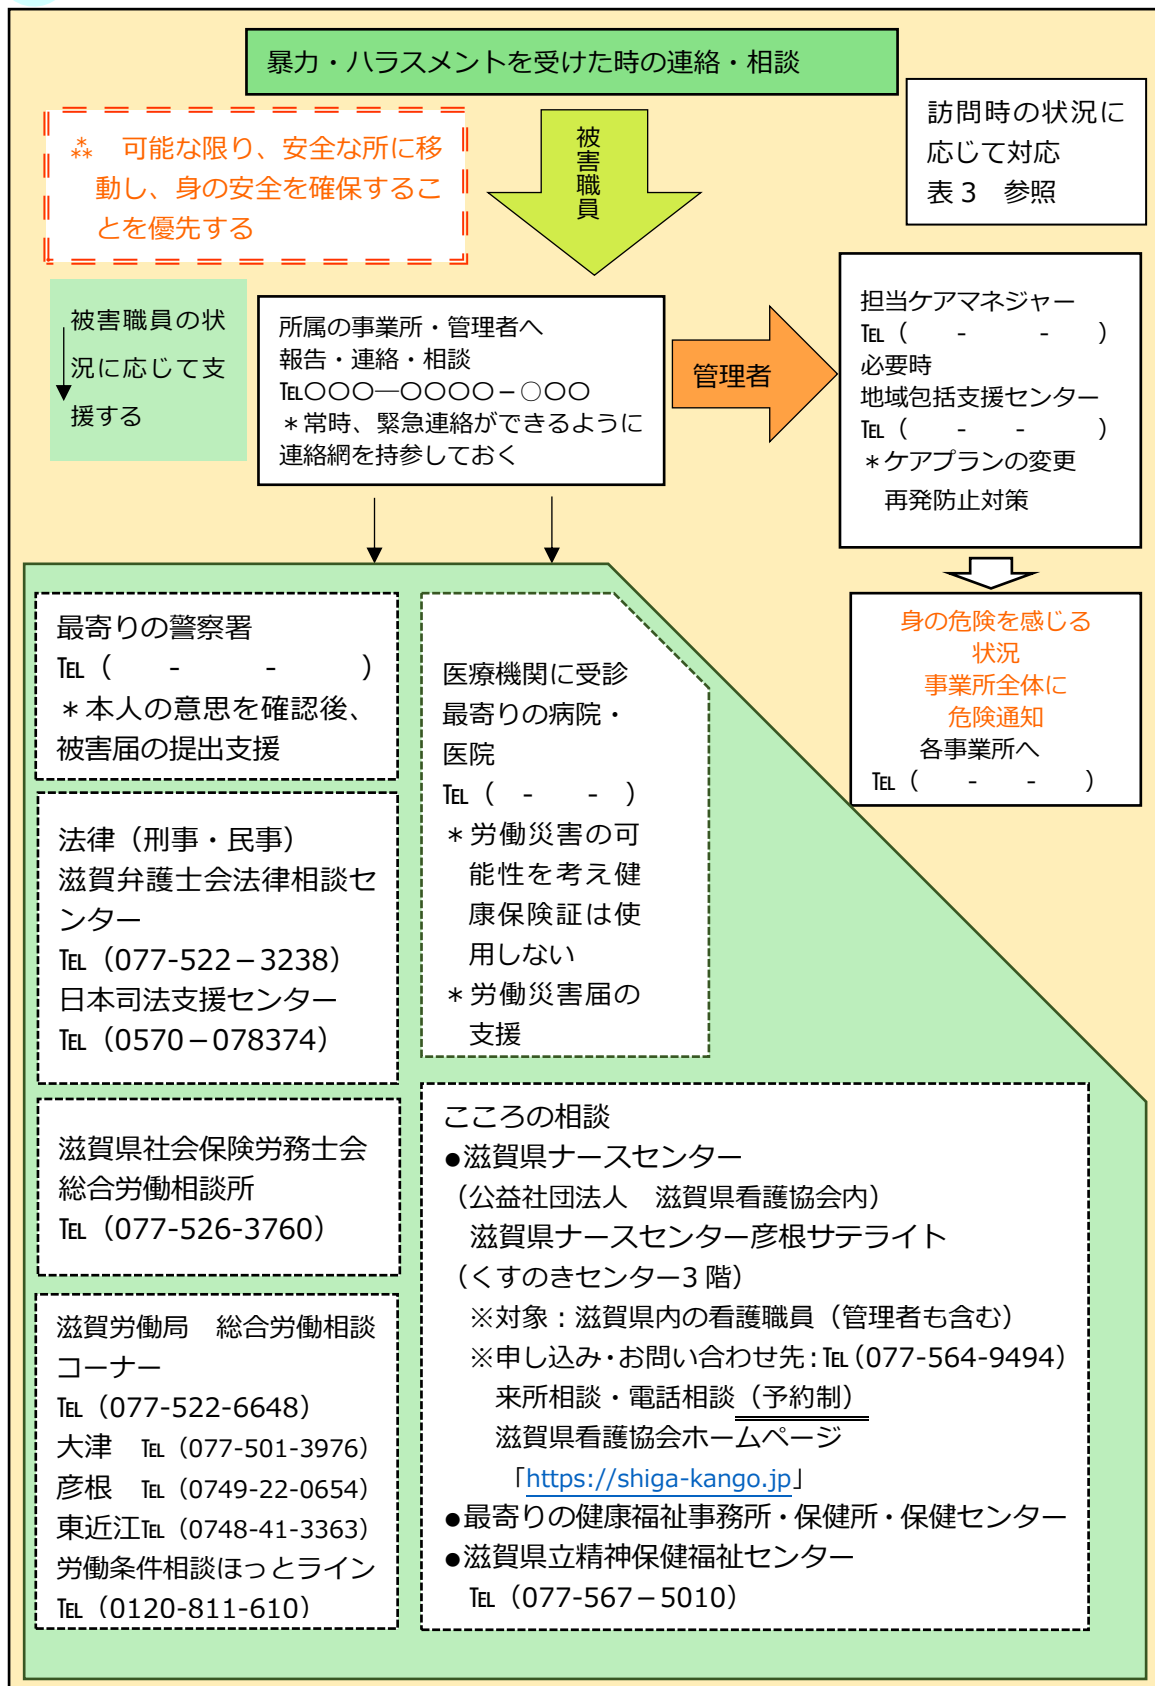 暴力・ハラスメントを受けた時の連絡・相談
⁂　可能な限り、安全な所に移
動し、身の安全を確保するこ
とを優先する
被害職員
訪問時の状況に
応じて対応
表 3　参照
被害職員の状
況に応じて支
援する
所属の事業所・管理者へ
報告・連絡・相談
℡〇〇〇―〇〇〇〇－○〇〇
＊常時、緊急連絡ができるように
連絡網を持参しておく
管理者
担当ケアマネジャー
℡（　　-　　　-　　）
必要時
地域包括支援センター
℡（　　-　　-　　）
＊ケアプランの変更
再発防止対策
身の危険を感じる
状況
事業所全体に
危険通知
各事業所へ
℡（　　-　　-　　）
最寄りの警察署
℡（　　-　　　-　　　）
＊本人の意思を確認後、
被害届の提出支援
法律（刑事・民事）
滋賀弁護士会法律相談セ
ンター
℡（077-522－3238）
日本司法支援センター
℡（0570－078374）
滋賀県社会保険労務士会
総合労働相談所
℡（077-526-3760）
滋賀労働局　総合労働相談
コーナー
℡（077-522-6648）
大津　℡（077-501-3976）
彦根　℡（0749-22-0654）
東近江℡（0748-41-3363）
労働条件相談ほっとライン
℡（0120-811-610）
医療機関に受診
最寄りの病院・
医院
℡（　-　　-　）
＊労働災害の可
能性を考え健
康保険証は使
用しない
＊労働災害届の
支援
こころの相談
●滋賀県ナースセンター
（公益社団法人　滋賀県看護協会内）
滋賀県ナースセンター彦根サテライト
（くすのきセンター3 階）
※対象：滋賀県内の看護職員（管理者も含む）
※申し込み・お問い合わせ先：℡（077-564-9494）
来所相談・電話相談（予約制）
滋賀県看護協会ホームページ
「https://shiga-kango.jp」
●最寄りの健康福祉事務所・保健所・保健センター
●滋賀県立精神保健福祉センター
℡（077-567－5010）